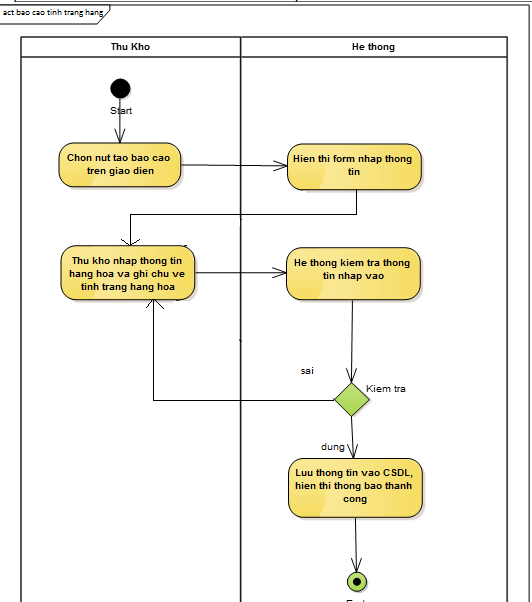 act bao cao tinh trang hang
Thu Kho
He thong
Start
Chon nut tao bao cao
tren giao dien
Hien thi form nhap thong
tin
Thu kho nhap thong tin
hang hoa va ghi chu ve
tinh trang hang hoa
He thong kiem tra thong
tin nhap vao
sai
Kiem tra
dung
Luu thong tin vao CSDL,
hien thi thong bao thanh
cong